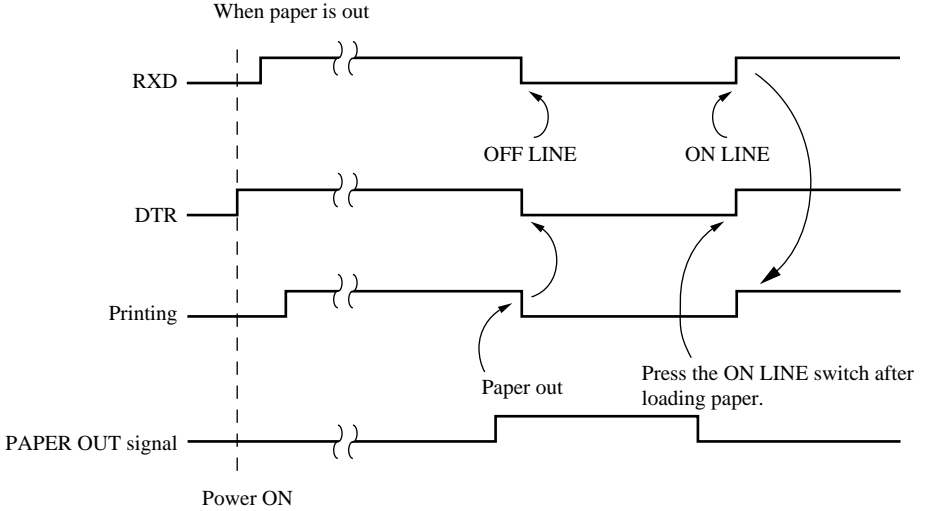 When paper is out
RXD
OFF LINE
ON LINE
DTR
Printing
Paper out
Press the ON LINE switch after
loading paper.
PAPER OUT signal
Power ON